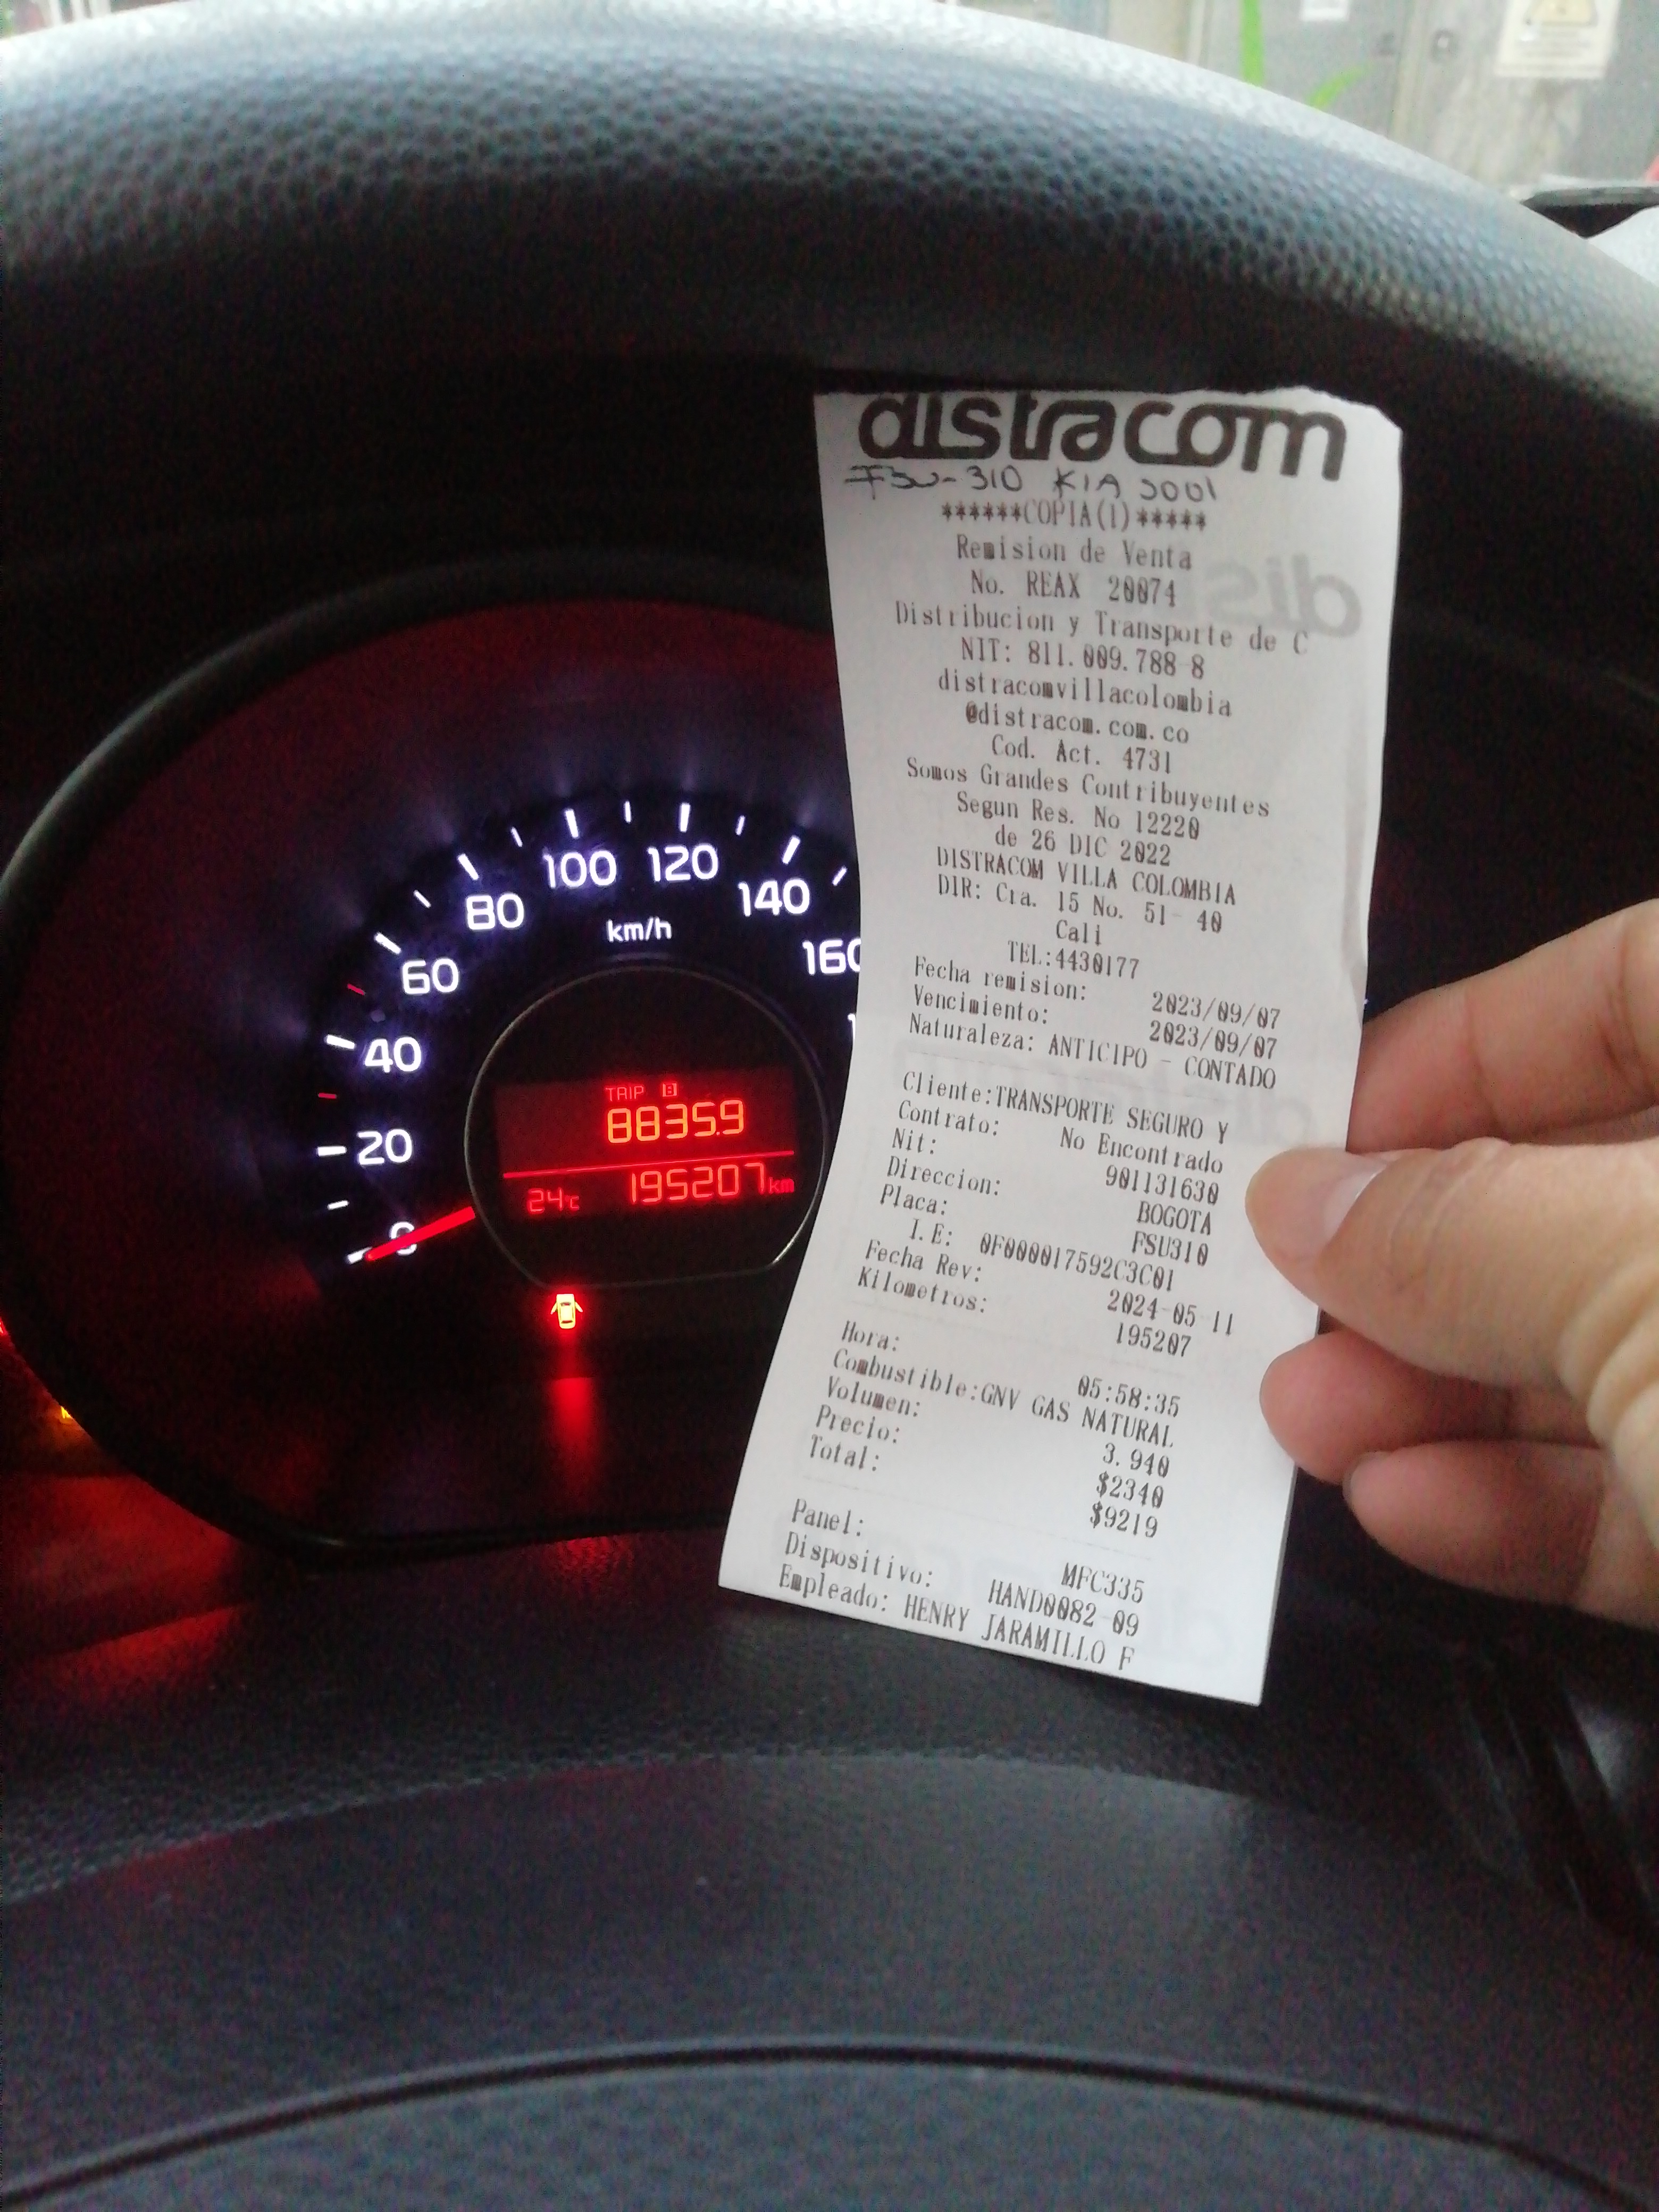 distracom
FSU-310 KIA SOUL
******COPIA(1)*****
Remision de Venta
No. REAX 20074
Distribucion y Transporte de C
NIT: 811.009.788-8
distracomvillacolombia
@distracom.com.co
Cod. Act. 4731
Somos Grandes Contribuyentes
Segun Res. No 12220
de 26 DIC 2022
DISTRACOM VILLA COLOMBIA
DIR: Cra. 15 No. 51- 40
Cali
TEL:4430177
Fecha remision: 2023/09/07
Vencimiento: 2023/09/07
Naturaleza: ANTICIPO - CONTADO
Cliente:TRANSPORTE SEGURO Y
Contrato: No Encontrado
Nit: 901131630
Direccion: BOGOTA
Placa: FSU310
I.E: 0F000017592C3C01
Fecha Rev: 2024-05-11
Kilometros: 195207
Hora: 05:58:35
Combustible:GNV GAS NATURAL
Volumen: 3.940
Precio: $2340
Total: $9219
Panel: MFC335
Dispositivo: HAND0082-09
Empleado: HENRY JARAMILLO F
0
20
40
60
80
100
120
140
160
km/h
TRIP B
8835.9
24°C 195207km